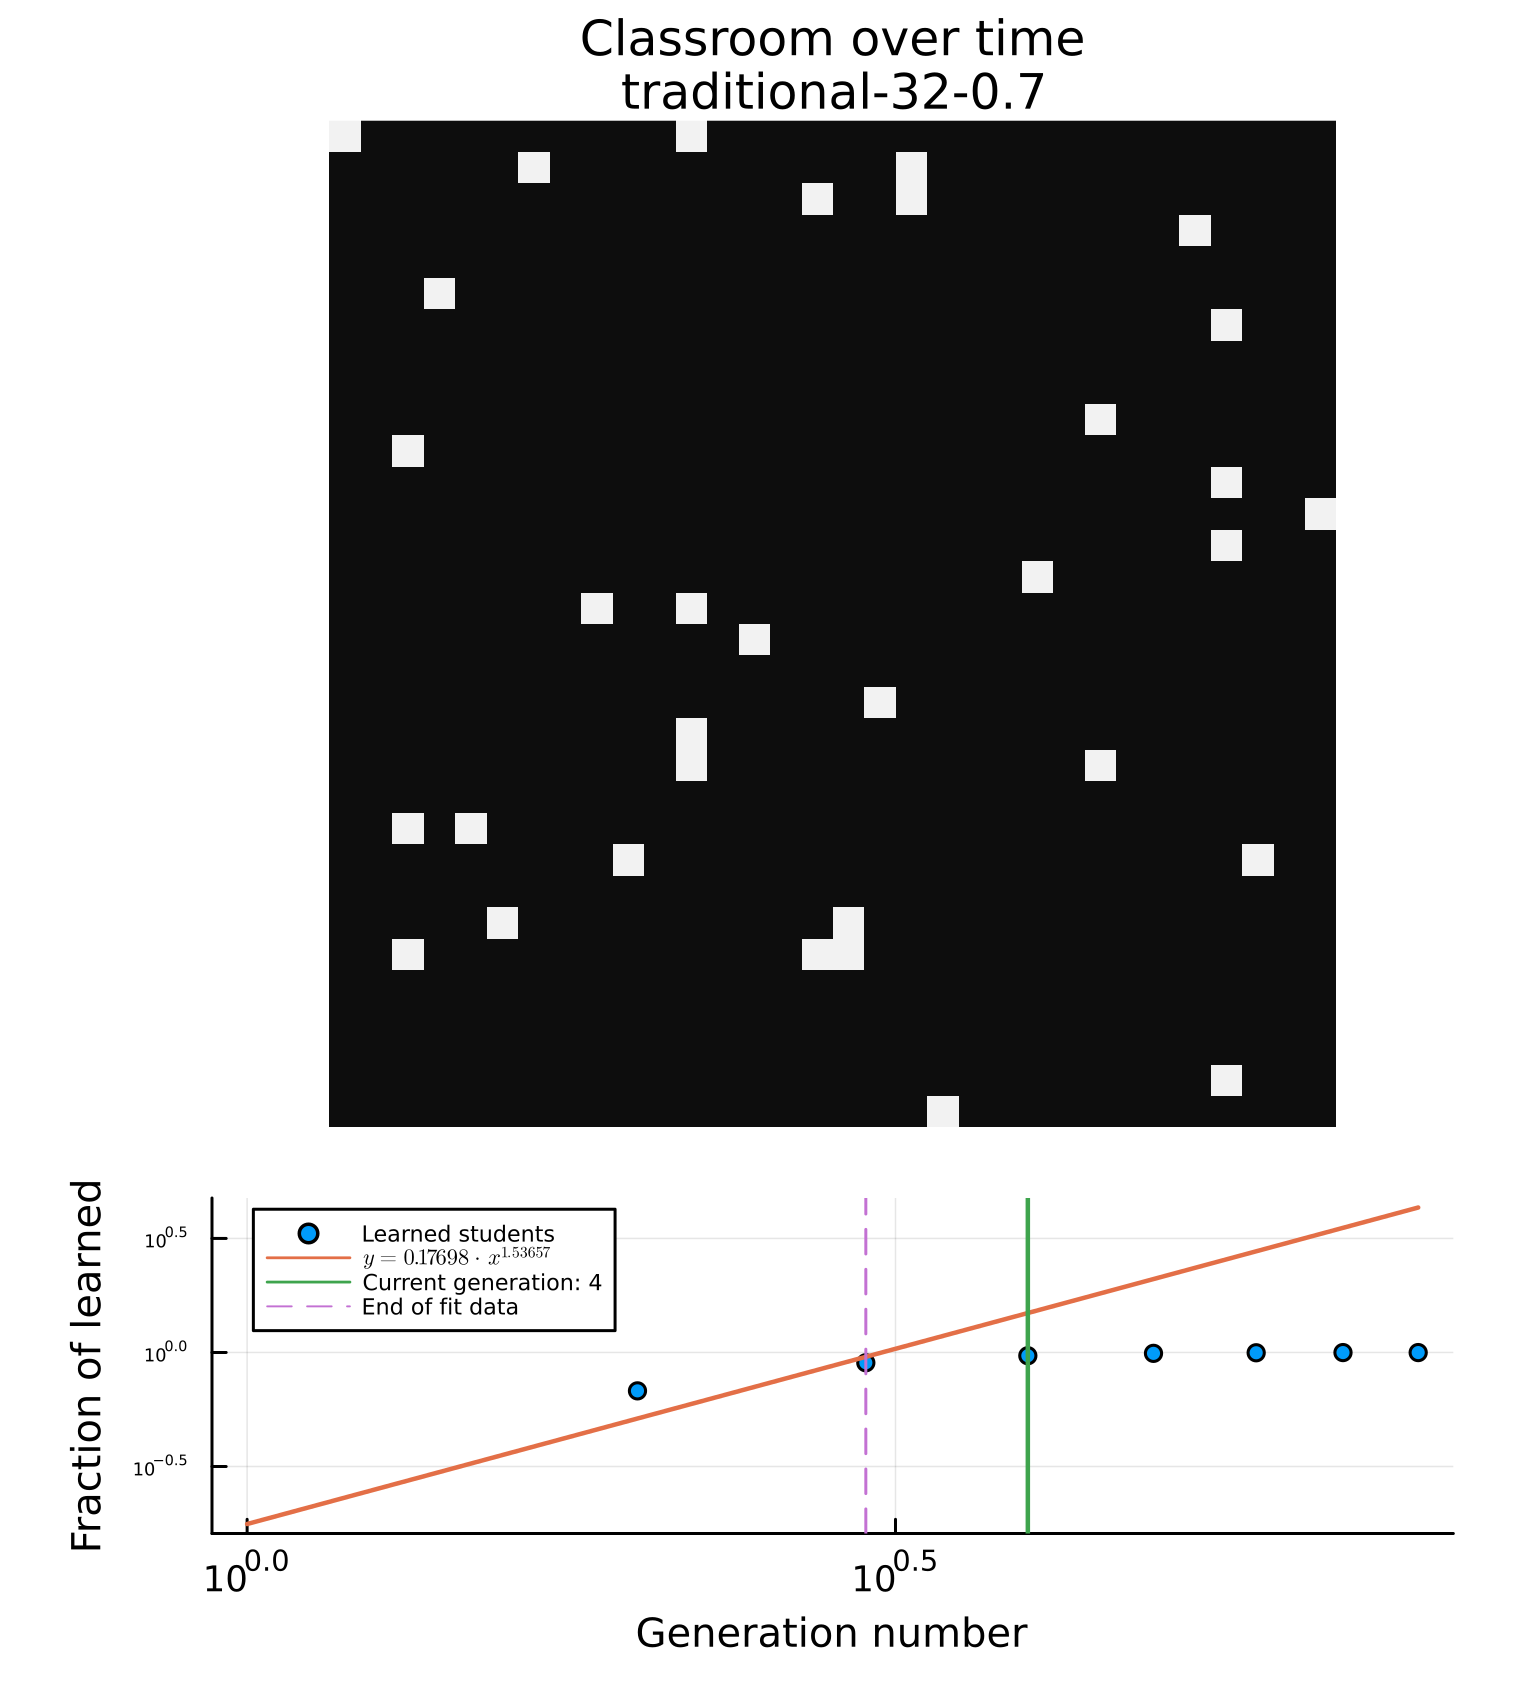 Classroom over time
traditional-32-0.7
Fraction of learned
10^0.5
10^0.0
10^−0.5
Learned students
y = 0.17698 · x^1.53657
Current generation: 4
End of fit data
10^0.0
10^0.5
Generation number